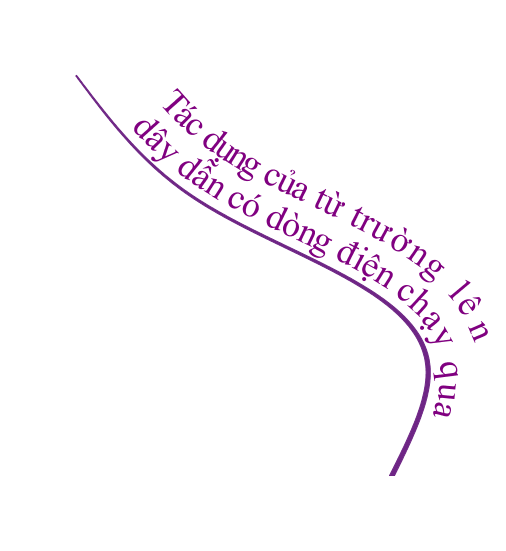 Tác dụng của từ trường lên
dây dẫn có dòng điện chạy qua